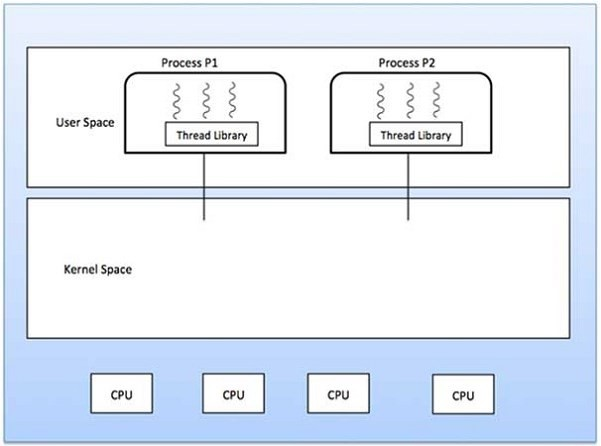 Process P1
Process P2
User Space
Thread Library
Thread Library
Kernel Space
CPU
CPU
CPU
CPU